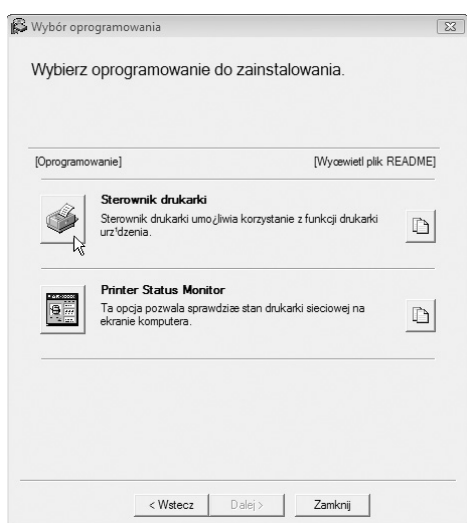 Wybór oprogramowania
Wybierz oprogramowanie do zainstalowania.
[Oprogramowanie] [Wyœwietl plik README]
Sterownik drukarki
Sterownik drukarki umo¿liwia korzystanie z funkcji drukarki
urz¹dzenia.
Printer Status Monitor
Ta opcja pozwala sprawdziæ stan drukarki sieciowej na
ekranie komputera.
< Wstecz Dalej > Zamknij